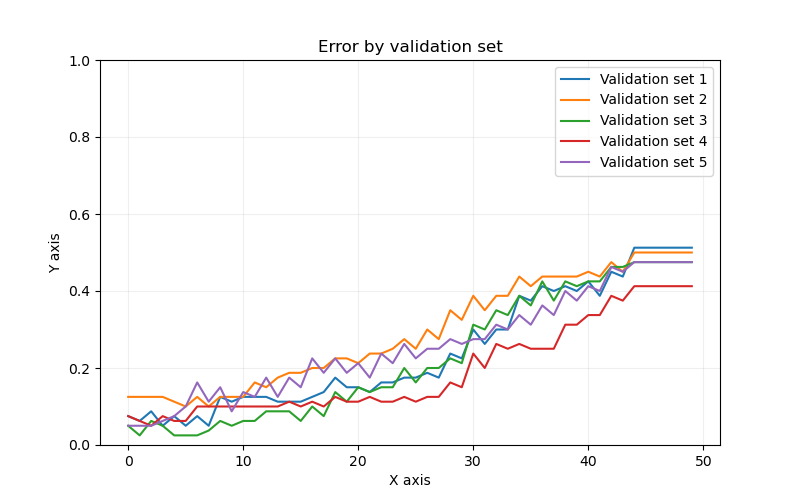 Error by validation set
1.0
0.8
0.6
0.4
0.2
0.0
Y axis
Validation set 1
Validation set 2
Validation set 3
Validation set 4
Validation set 5
0 10 20 30 40 50
X axis